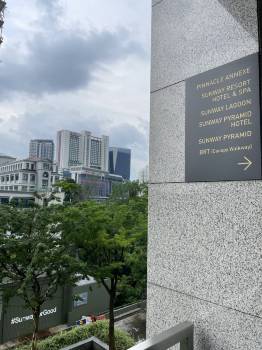 PINNACLE ANNEXE
SUNWAY RESORT
HOTEL & SPA
SUNWAY LAGOON
SUNWAY PYRAMID
HOTEL
SUNWAY PYRAMID
BRT (Canopy Walkway)
#SunwayforGood